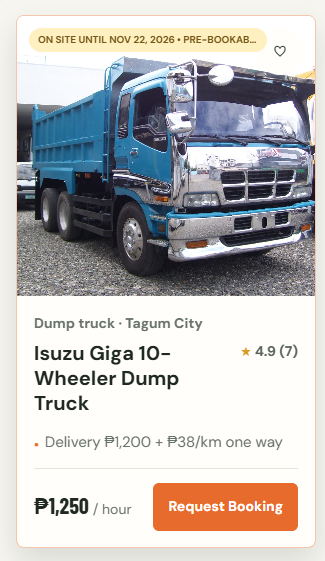 ON SITE UNTIL NOV 22, 2026 • PRE-BOOKAB...
Dump truck · Tagum City
Isuzu Giga 10-
Wheeler Dump
Truck
★ 4.9 (7)
Delivery ₱1,200 + ₱38/km one way
₱1,250 / hour
Request Booking